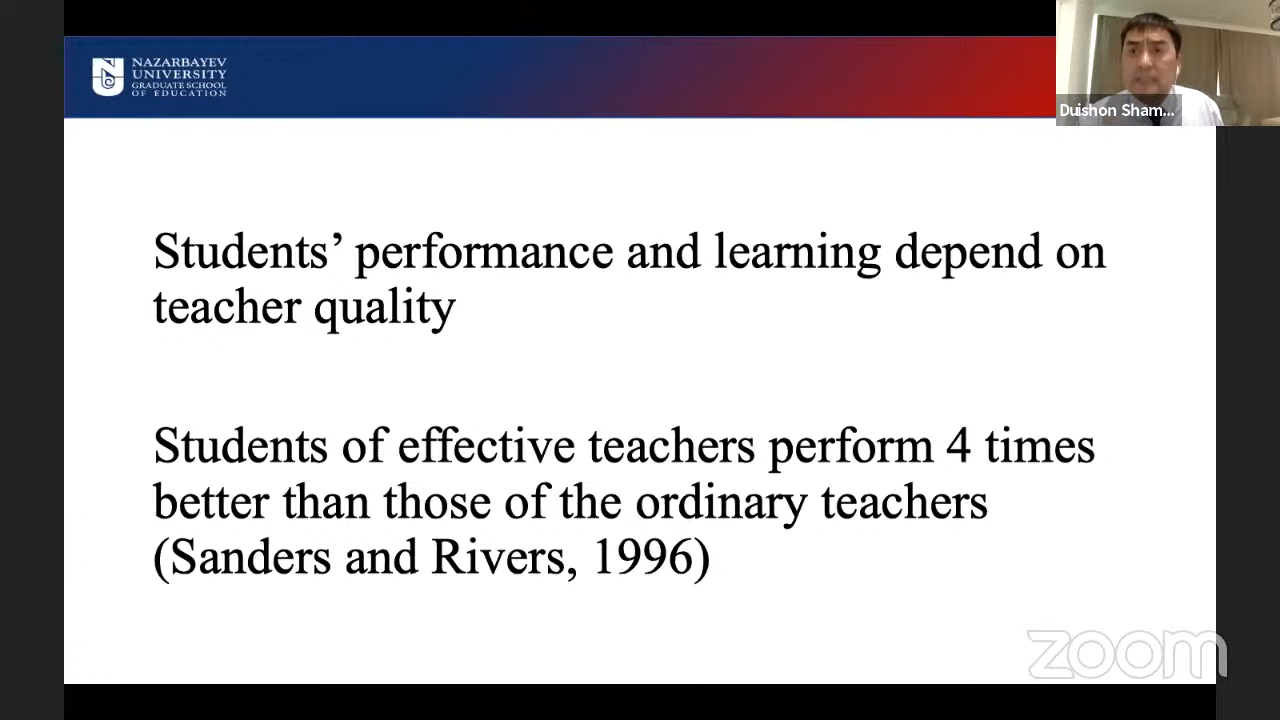 NAZARBAYEV
UNIVERSITY
GRADUATE SCHOOL
OF EDUCATION
Duishon Sham...
Students’ performance and learning depend on
teacher quality
Students of effective teachers perform 4 times
better than those of the ordinary teachers
(Sanders and Rivers, 1996)
zoom